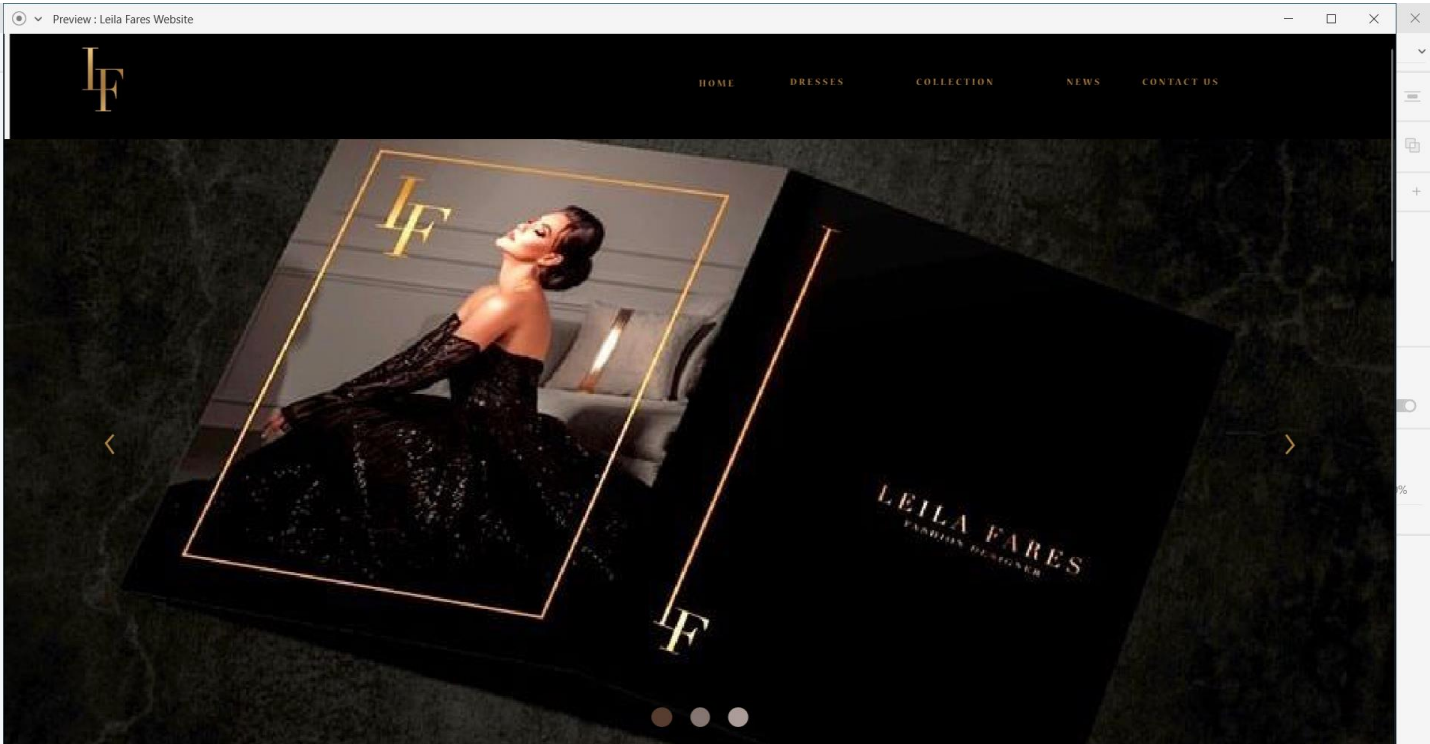 Preview : Leila Fares Website
LF
HOME DRESSES COLLECTION NEWS CONTACT US
LF
LEILA FARES
FASHION DESIGNER
LF
%